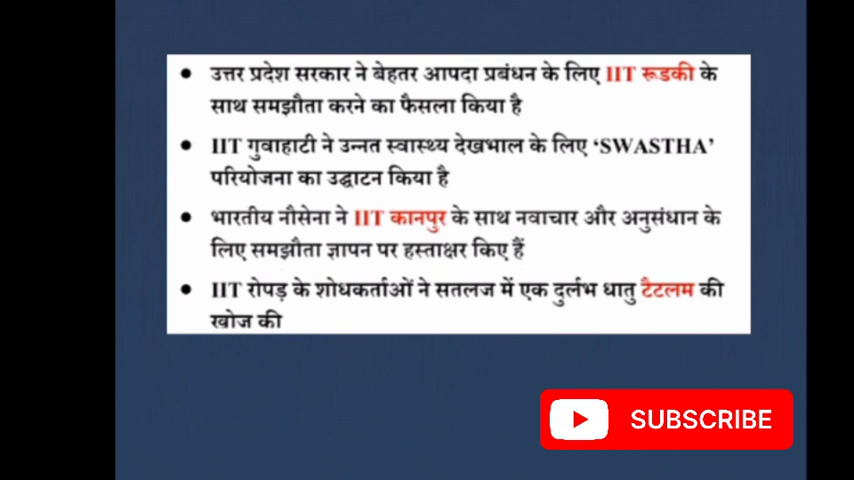 • उत्तर प्रदेश सरकार ने बेहतर आपदा प्रबंधन के लिए IIT रूडकी के
साथ समझौता करने का फैसला किया है
• IIT गुवाहाटी ने उन्नत स्वास्थ्य देखभाल के लिए ‘SWASTHA’
परियोजना का उद्घाटन किया है
• भारतीय नौसेना ने IIT कानपुर के साथ नवाचार और अनुसंधान के
लिए समझौता ज्ञापन पर हस्ताक्षर किए हैं
• IIT रोपड़ के शोधकर्ताओं ने सतलज में एक दुर्लभ धातु टैटलम की
खोज की
SUBSCRIBE